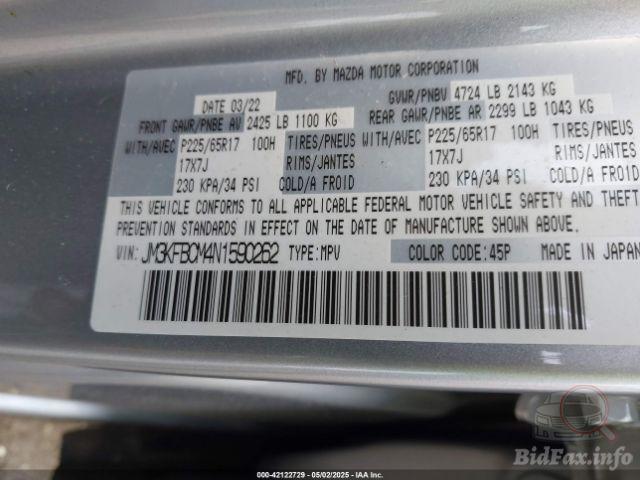 MFD. BY MAZDA MOTOR CORPORATION
DATE 03/22 GVWR/PNBV 4724 LB 2143 KG
FRONT GAWR/PNBE AV 2425 LB 1100 KG REAR GAWR/PNBE AR 2299 LB 1043 KG
WITH/AVEC P225/65R17 100H TIRES/PNEUS WITH/AVEC P225/65R17 100H TIRES/PNEUS
17X7J RIMS/JANTES 17X7J RIMS/JANTES
230 KPA/34 PSI COLD/A FROID 230 KPA/34 PSI COLD/A FROID
THIS VEHICLE CONFORMS TO ALL APPLICABLE FEDERAL MOTOR VEHICLE SAFETY AND THEFT
PREVENTION STANDARDS IN EFFECT ON THE DATE OF MANUFACTURE SHOWN ABOVE.
VIN: JM3KFBCM4N1590262 TYPE: MPV COLOR CODE: 45P MADE IN JAPAN
BidFax.info
000-42122729 - 05/02/2025 - IAA Inc.